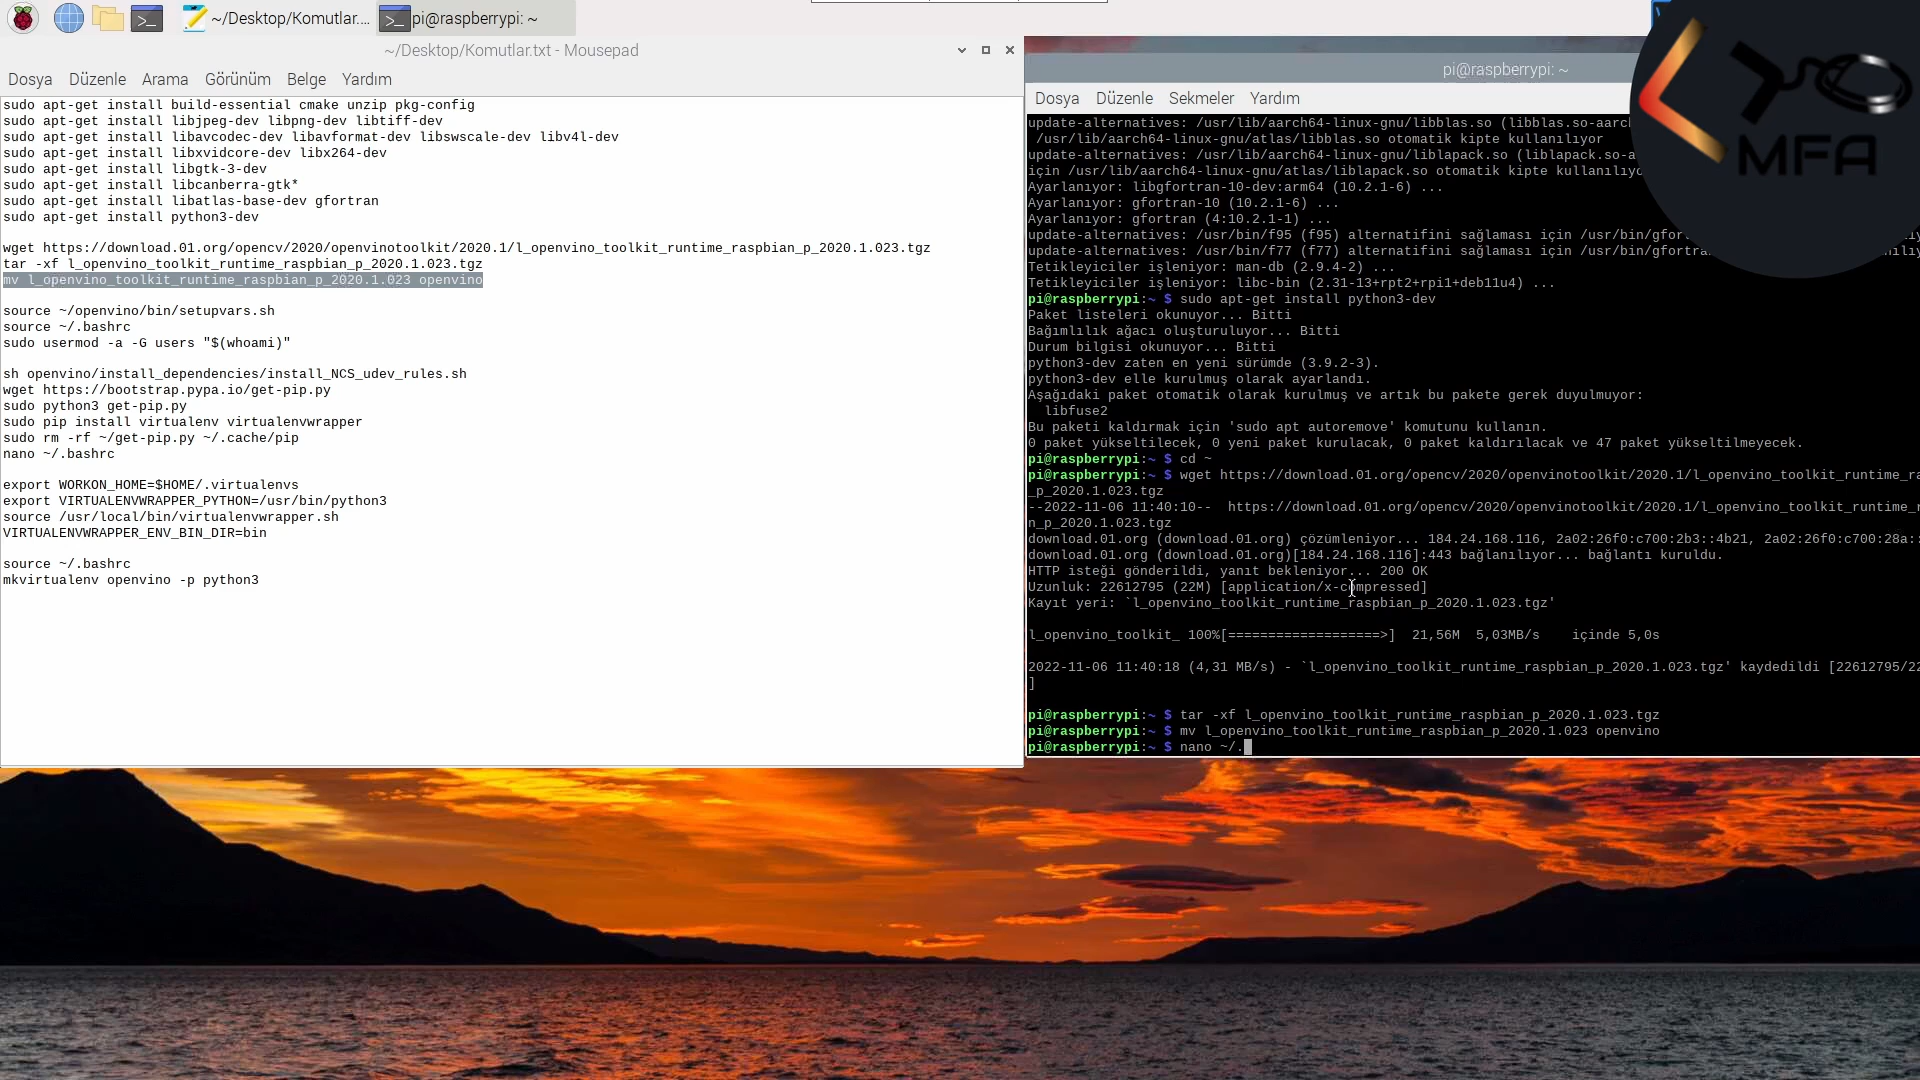 ~/Desktop/Komutlar....
pi@raspberrypi: ~
~/Desktop/Komutlar.txt - Mousepad
Dosya Düzenle Arama Görünüm Belge Yardım
sudo apt-get install build-essential cmake unzip pkg-config
sudo apt-get install libjpeg-dev libpng-dev libtiff-dev
sudo apt-get install libavcodec-dev libavformat-dev libswscale-dev libv4l-dev
sudo apt-get install libxvidcore-dev libx264-dev
sudo apt-get install libgtk-3-dev
sudo apt-get install libcanberra-gtk*
sudo apt-get install libatlas-base-dev gfortran
sudo apt-get install python3-dev
wget https://download.01.org/opencv/2020/openvinotoolkit/2020.1/l_openvino_toolkit_runtime_raspbian_p_2020.1.023.tgz
tar -xf l_openvino_toolkit_runtime_raspbian_p_2020.1.023.tgz
mv l_openvino_toolkit_runtime_raspbian_p_2020.1.023 openvino
source ~/openvino/bin/setupvars.sh
source ~/.bashrc
sudo usermod -a -G users "$(whoami)"
sh openvino/install_dependencies/install_NCS_udev_rules.sh
wget https://bootstrap.pypa.io/get-pip.py
sudo python3 get-pip.py
sudo pip install virtualenv virtualenvwrapper
sudo rm -rf ~/get-pip.py ~/.cache/pip
nano ~/.bashrc
export WORKON_HOME=$HOME/.virtualenvs
export VIRTUALENVWRAPPER_PYTHON=/usr/bin/python3
source /usr/local/bin/virtualenvwrapper.sh
VIRTUALENVWRAPPER_ENV_BIN_DIR=bin
source ~/.bashrc
mkvirtualenv openvino -p python3
pi@raspberrypi: ~
Dosya Düzenle Sekmeler Yardım
update-alternatives: /usr/lib/aarch64-linux-gnu/libblas.so (libblas.so-aarc
/usr/lib/aarch64-linux-gnu/atlas/libblas.so otomatik kipte kullanılıyor
update-alternatives: /usr/lib/aarch64-linux-gnu/liblapack.so (liblapack.so-a
için /usr/lib/aarch64-linux-gnu/atlas/liblapack.so otomatik kipte kullanılıyo
Ayarlanıyor: libgfortran-10-dev:arm64 (10.2.1-6) ...
Ayarlanıyor: gfortran-10 (10.2.1-6) ...
Ayarlanıyor: gfortran (4:10.2.1-1) ...
update-alternatives: /usr/bin/f95 (f95) alternatifini sağlaması için /usr/bin/gfor
update-alternatives: /usr/bin/f77 (f77) alternatifini sağlaması için /usr/bin/gfortra
Tetikleyiciler işleniyor: man-db (2.9.4-2) ...
Tetikleyiciler işleniyor: libc-bin (2.31-13+rpt2+rpi1+deb11u4) ...
pi@raspberrypi:~ $ sudo apt-get install python3-dev
Paket listeleri okunuyor... Bitti
Bağımlılık ağacı oluşturuluyor... Bitti
Durum bilgisi okunuyor... Bitti
python3-dev zaten en yeni sürümde (3.9.2-3).
python3-dev elle kurulmuş olarak ayarlandı.
Aşağıdaki paket otomatik olarak kurulmuş ve artık bu pakete gerek duyulmuyor:
libfuse2
Bu paketi kaldırmak için 'sudo apt autoremove' komutunu kullanın.
0 paket yükseltilecek, 0 yeni paket kurulacak, 0 paket kaldırılacak ve 47 paket yükseltilmeyecek.
pi@raspberrypi:~ $ cd ~
pi@raspberrypi:~ $ wget https://download.01.org/opencv/2020/openvinotoolkit/2020.1/l_openvino_toolkit_runtime_ra
_p_2020.1.023.tgz
--2022-11-06 11:40:10-- https://download.01.org/opencv/2020/openvinotoolkit/2020.1/l_openvino_toolkit_runtime_r
n_p_2020.1.023.tgz
download.01.org (download.01.org) çözümleniyor... 184.24.168.116, 2a02:26f0:c700:2b3::4b21, 2a02:26f0:c700:28a::
download.01.org (download.01.org)[184.24.168.116]:443 bağlanılıyor... bağlantı kuruldu.
HTTP isteği gönderildi, yanıt bekleniyor... 200 OK
Uzunluk: 22612795 (22M) [application/x-compressed]
Kayıt yeri: `l_openvino_toolkit_runtime_raspbian_p_2020.1.023.tgz'
l_openvino_toolkit_ 100%[===================>] 21,56M 5,03MB/s içinde 5,0s
2022-11-06 11:40:18 (4,31 MB/s) - `l_openvino_toolkit_runtime_raspbian_p_2020.1.023.tgz' kaydedildi [22612795/22
]
pi@raspberrypi:~ $ tar -xf l_openvino_toolkit_runtime_raspbian_p_2020.1.023.tgz
pi@raspberrypi:~ $ mv l_openvino_toolkit_runtime_raspbian_p_2020.1.023 openvino
pi@raspberrypi:~ $ nano ~/.
MFA